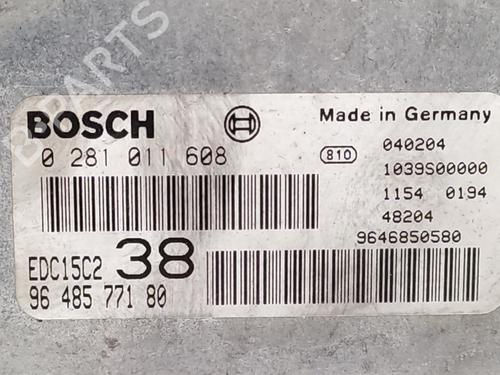 B-PARTS
BOSCH
Made in Germany
0 281 011 608
810
040204
1039S00000
1154 0194
48204
9646850580
EDC15C2 38
96 485 771 80